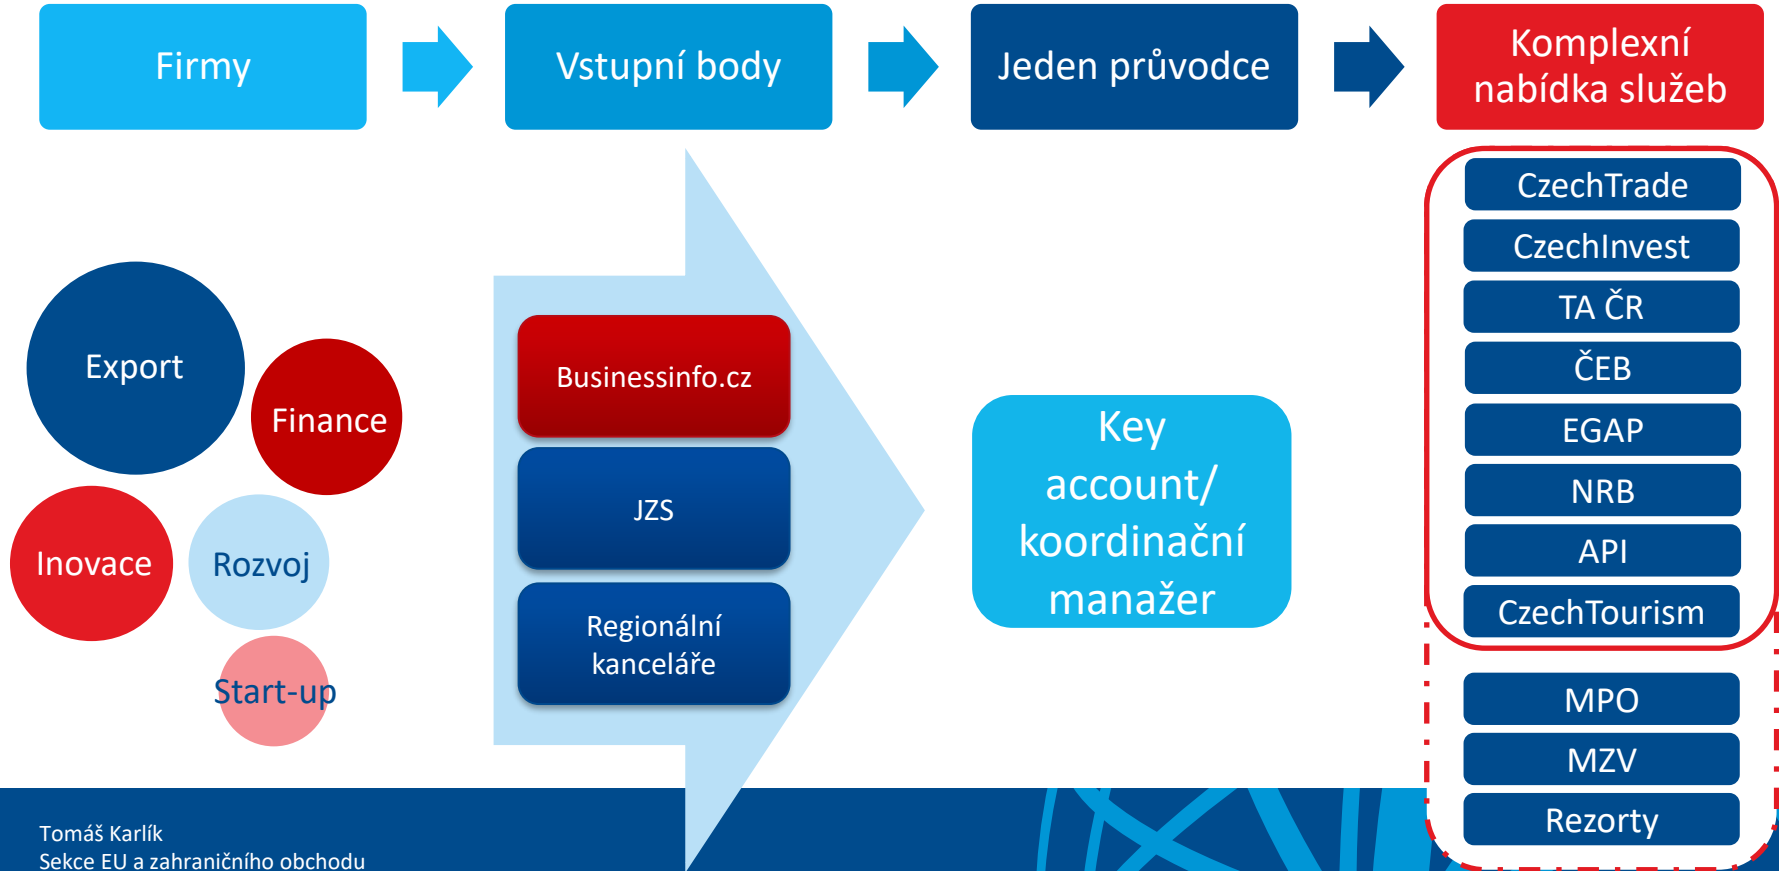 Firmy
Vstupní body
Jeden průvodce
Komplexní
nabídka služeb
Export
Finance
Inovace
Rozvoj
Start-up
Businessinfo.cz
JZS
Regionální
kanceláře
Key
account/
koordinační
manažer
CzechTrade
CzechInvest
TA ČR
ČEB
EGAP
NRB
API
CzechTourism
MPO
MZV
Rezorty
Tomáš Karlík
Sekce EU a zahraničního obchodu